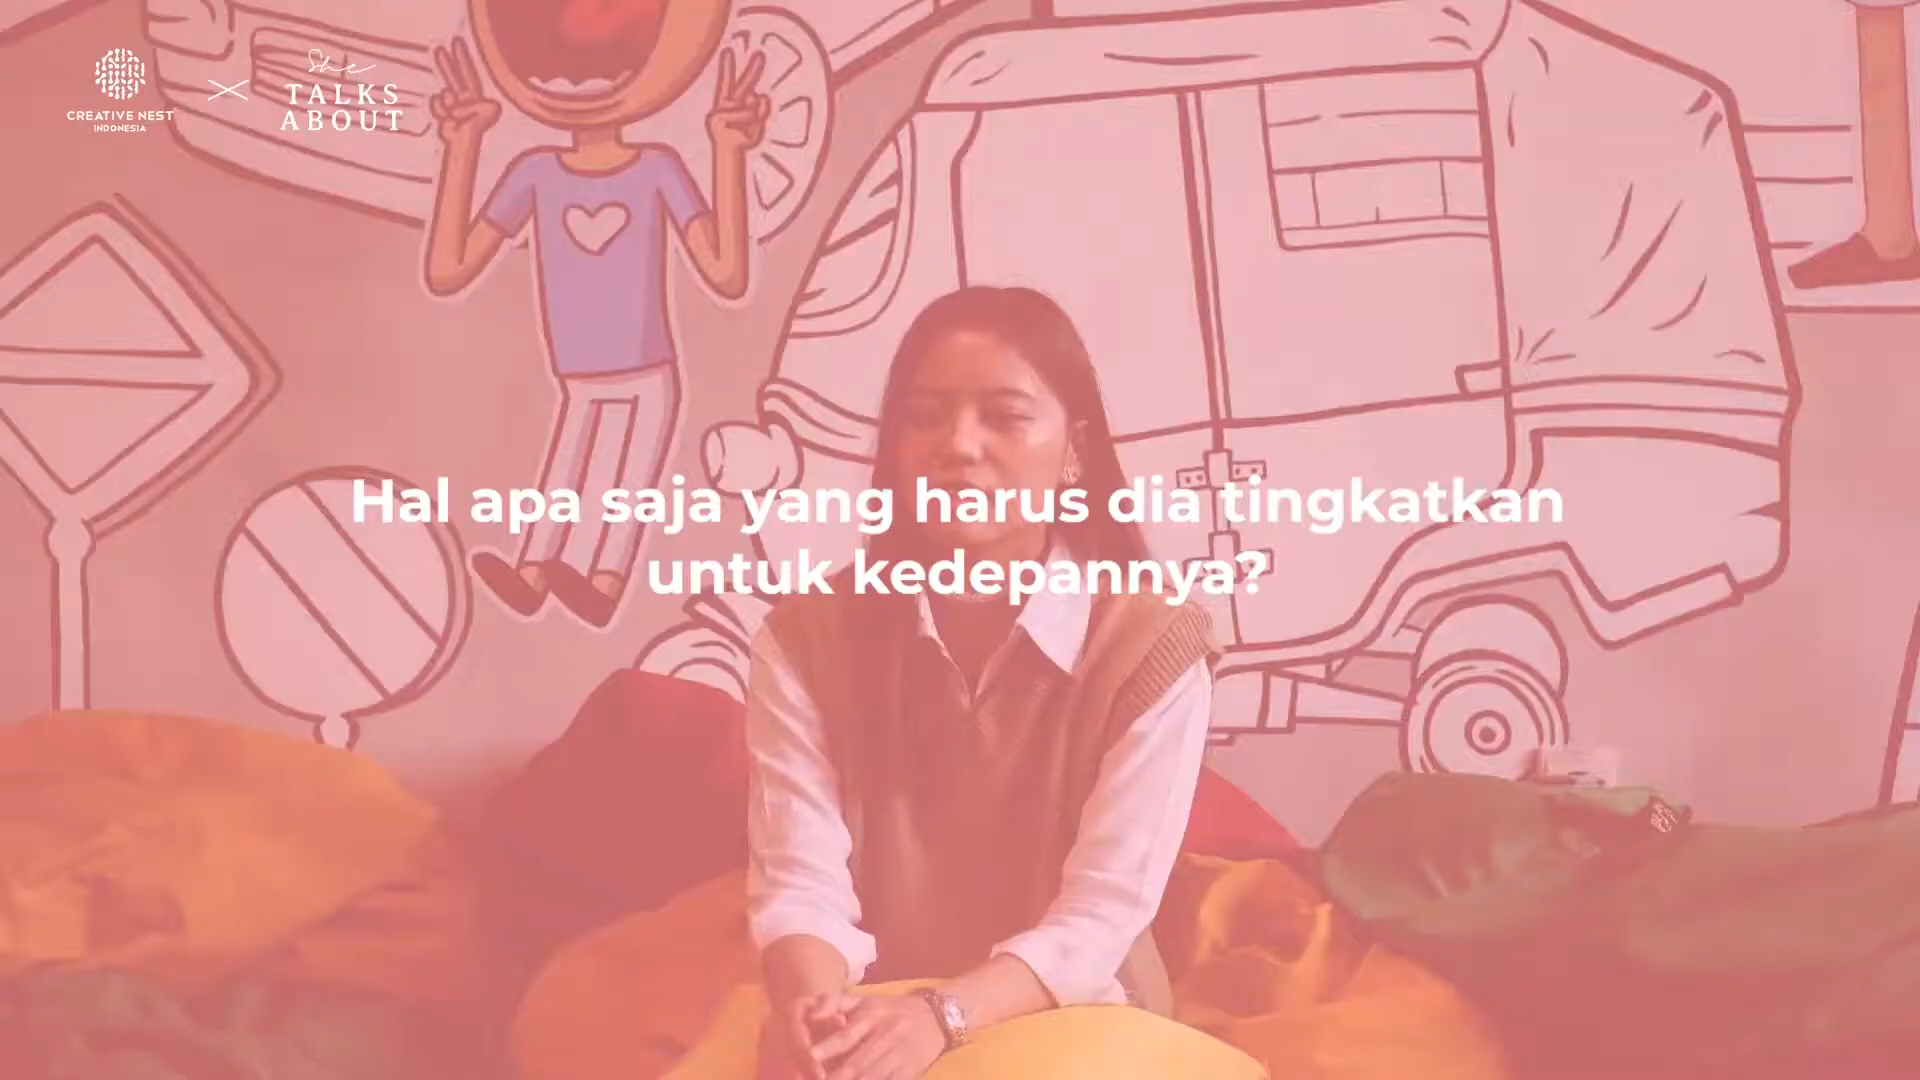 CREATIVE NEST
INDONESIA
She
TALKS
ABOUT
Hal apa saja yang harus dia tingkatkan
untuk kedepannya?